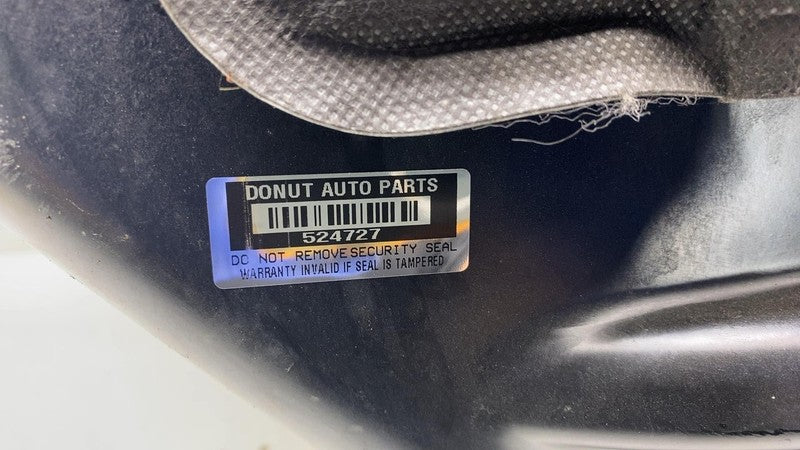 DONUT AUTO PARTS
524727
DO NOT REMOVE SECURITY SEAL
WARRANTY INVALID IF SEAL IS TAMPERED